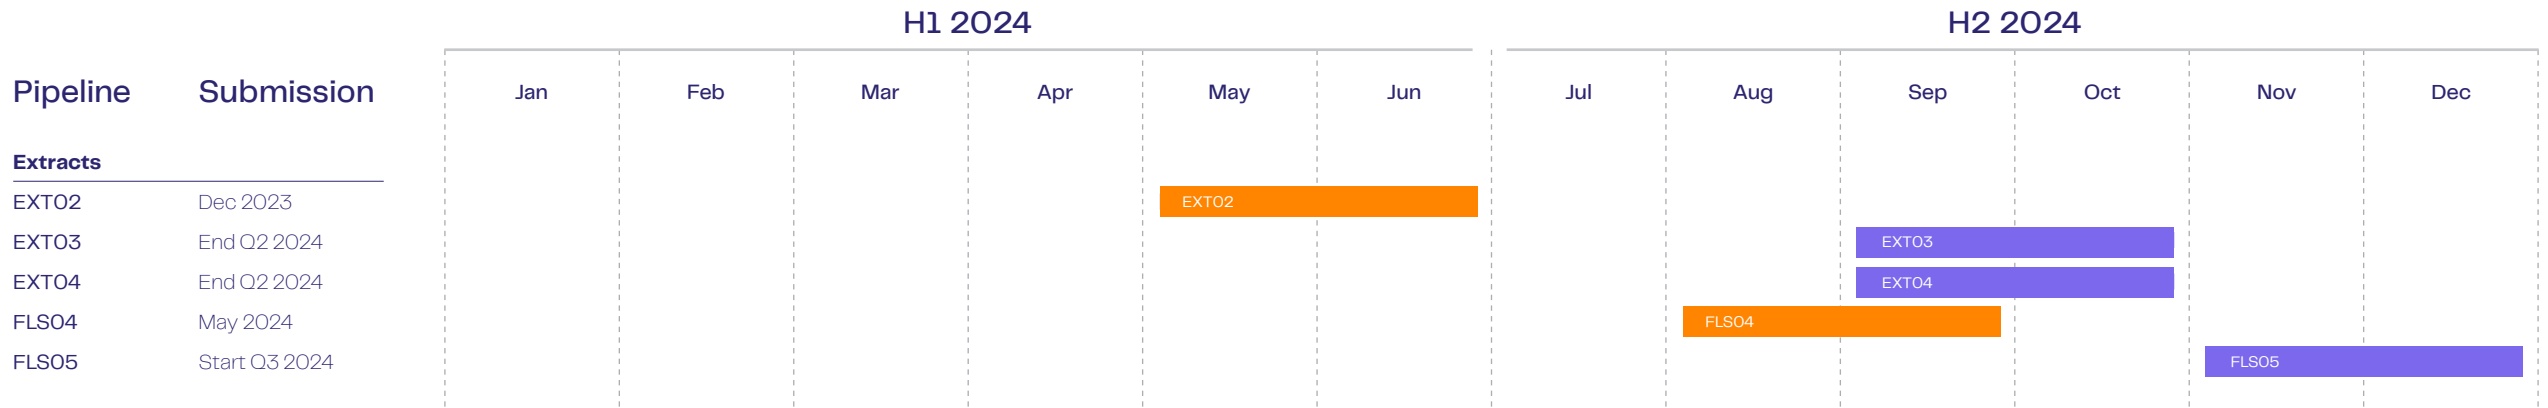 H1 2024 H2 2024
Pipeline Submission Jan Feb Mar Apr May Jun Jul Aug Sep Oct Nov Dec
Extracts
EXT02 Dec 2023 EXT02
EXT03 End Q2 2024 EXT03
EXT04 End Q2 2024 EXT04
FLS04 May 2024 FLS04
FLS05 Start Q3 2024 FLS05